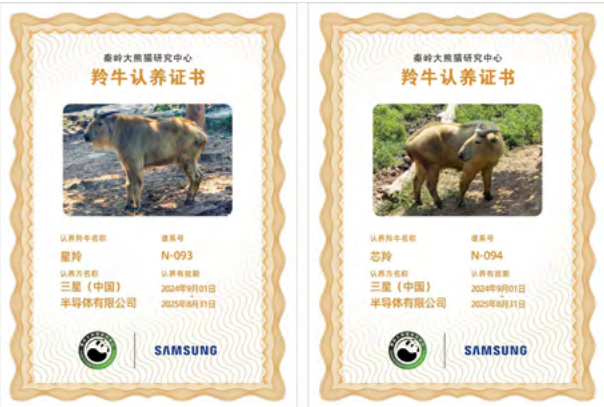 秦岭大熊猫研究中心
羚牛认养证书
认养羚牛名称
谱系号
星羚
N-093
认养方名称
认养有效期
三星（中国）
半导体有限公司
2024年9月01日
-
2025年8月31日
SAMSUNG
秦岭大熊猫研究中心
羚牛认养证书
认养羚牛名称
谱系号
芯羚
N-094
认养方名称
认养有效期
三星（中国）
半导体有限公司
2024年9月01日
-
2025年8月31日
SAMSUNG